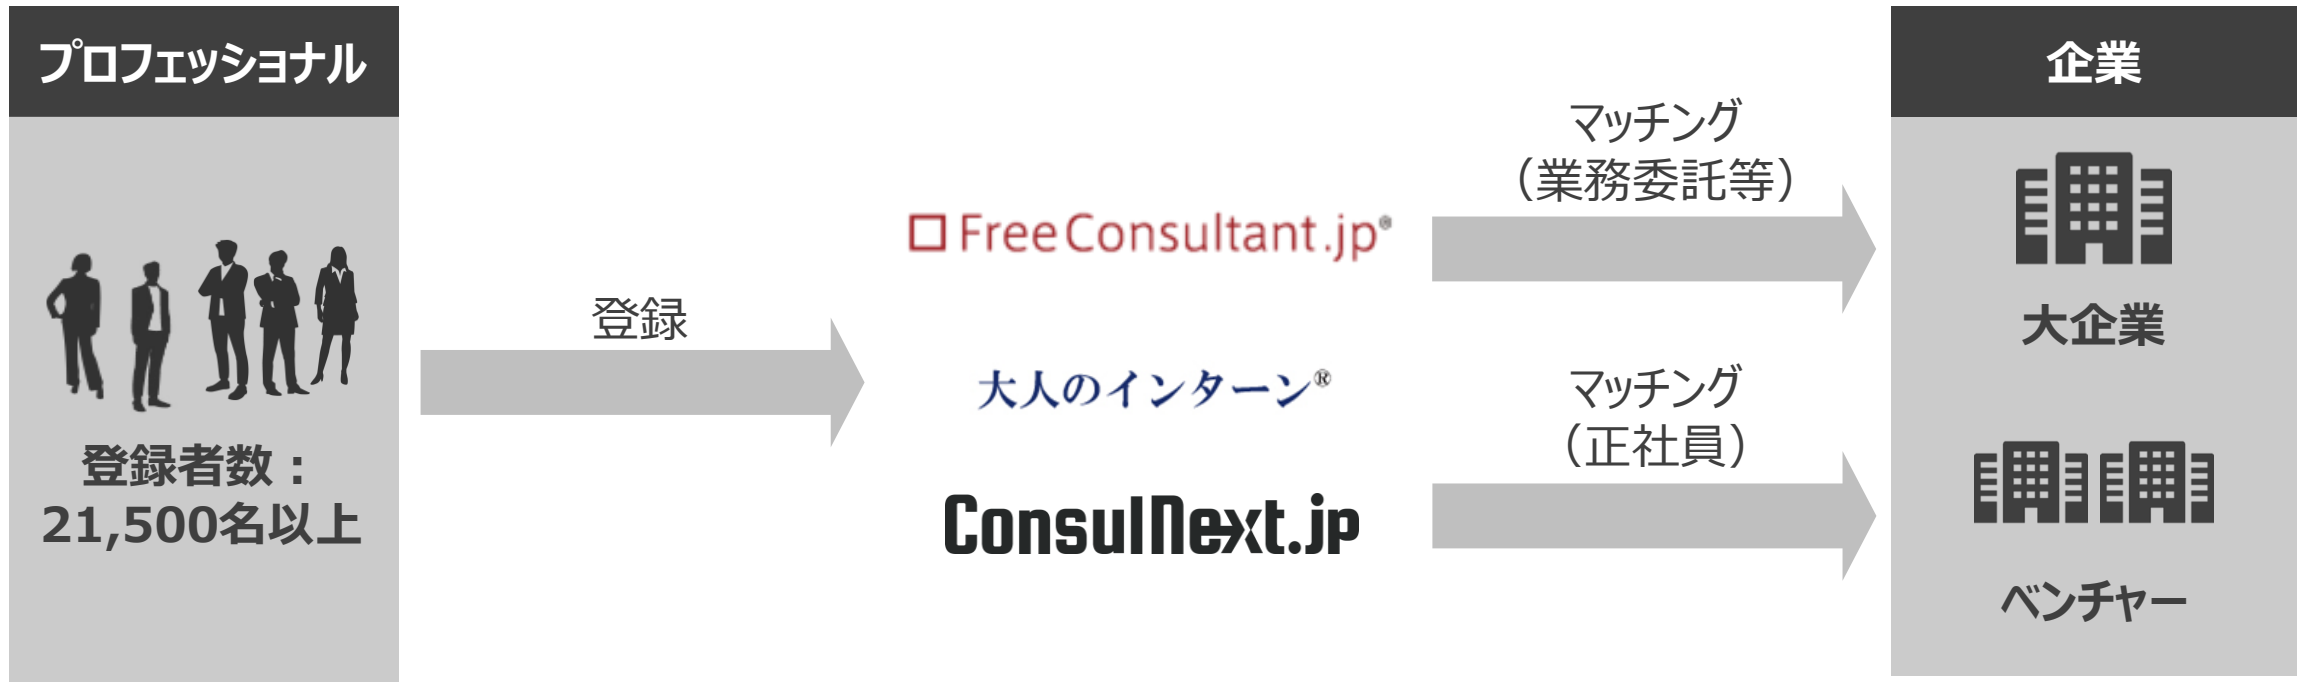 プロフェッショナル
登録者数：
21,500名以上
登録
FreeConsultant.jp®
大人のインターン®
ConsulNext.jp
マッチング
（業務委託等）
マッチング
（正社員）
企業
大企業
ベンチャー